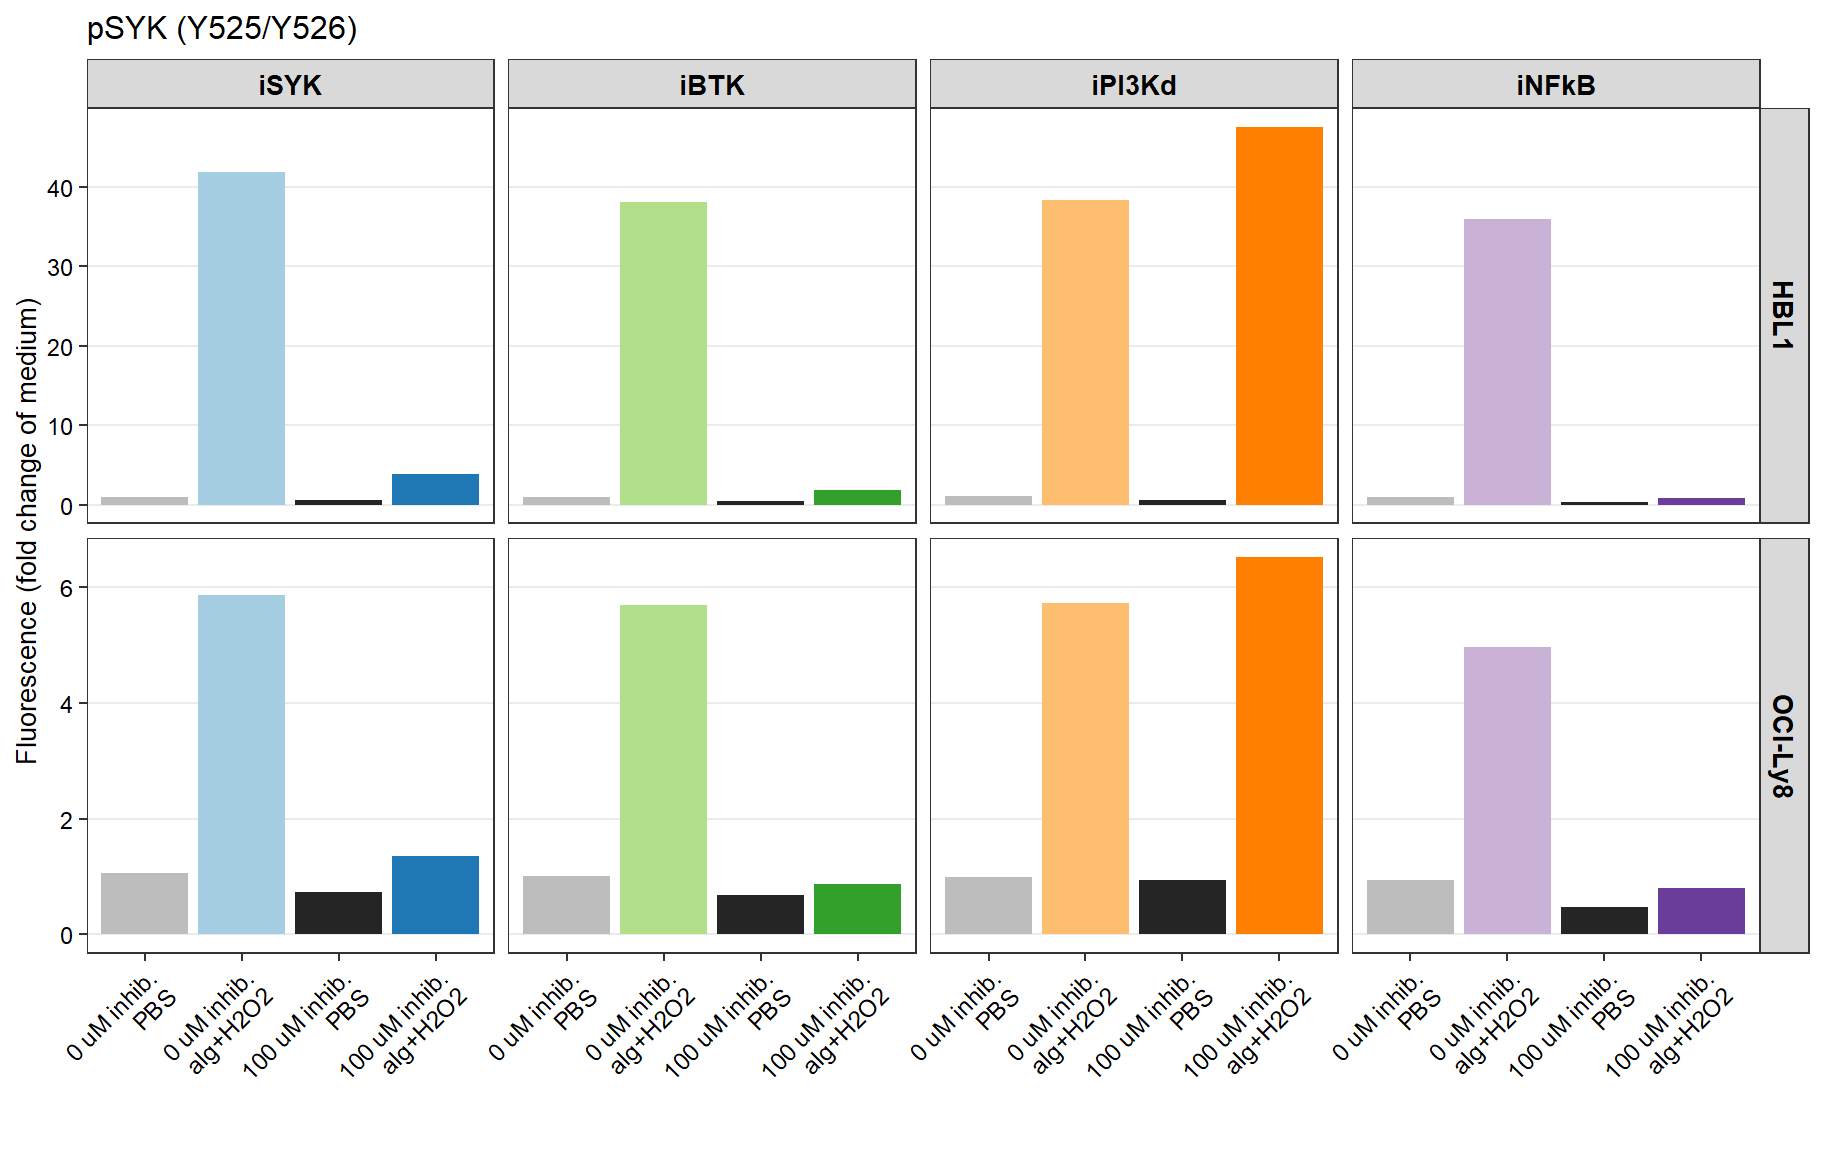 pSYK (Y525/Y526)
iSYK
iBTK
iPI3Kd
iNFkB
Fluorescence (fold change of medium)
40
30
20
10
0
HBL1
6
4
2
0
OCI-Ly8
0 uM inhib.
PBS
0 uM inhib.
alg+H2O2
100 uM inhib.
PBS
100 uM inhib.
alg+H2O2
0 uM inhib.
PBS
0 uM inhib.
alg+H2O2
100 uM inhib.
PBS
100 uM inhib.
alg+H2O2
0 uM inhib.
PBS
0 uM inhib.
alg+H2O2
100 uM inhib.
PBS
100 uM inhib.
alg+H2O2
0 uM inhib.
PBS
0 uM inhib.
alg+H2O2
100 uM inhib.
PBS
100 uM inhib.
alg+H2O2